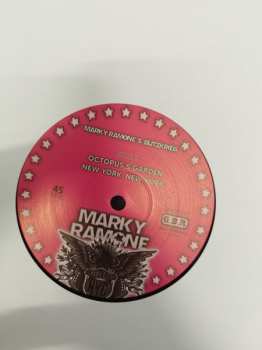 MARKY RAMONE'S BLITZKRIEG
OCTOPUS'S GARDEN
NEW YORK, NEW YORK
45
MARKY
RAMONE